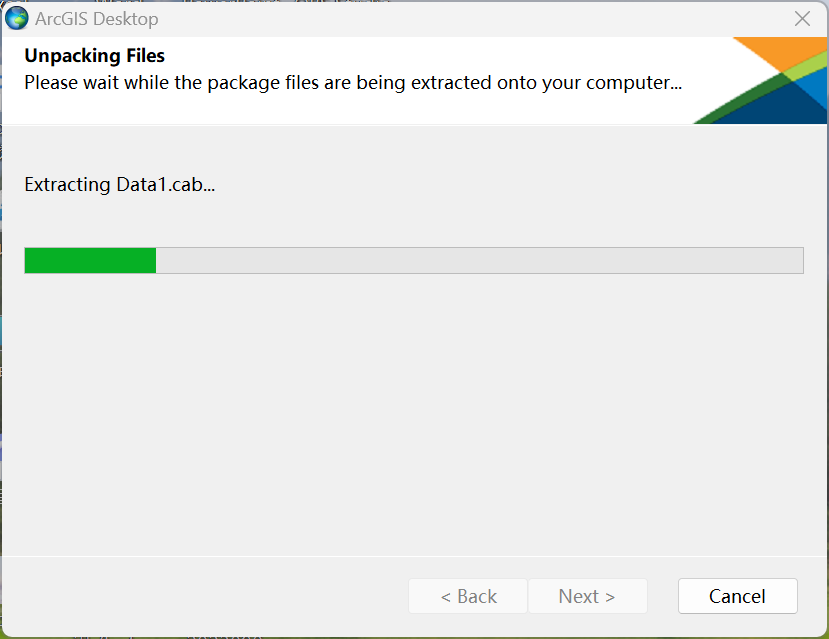 ArcGIS Desktop
Unpacking Files
Please wait while the package files are being extracted onto your computer...
Extracting Data1.cab...
< Back
Next >
Cancel